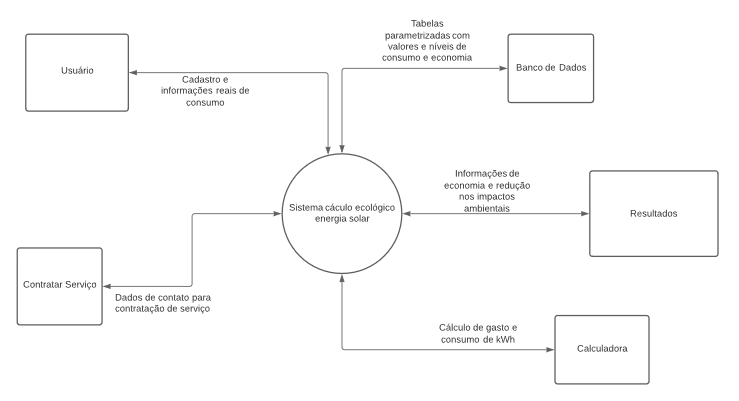 Tabelas
parametrizadas com
valores e níveis de
consumo e economia
Usuário
Banco de Dados
Cadastro e
informações reais de
consumo
Informações de
economia e redução
nos impactos
ambientais
Sistema cáculo ecológico
energia solar
Resultados
Contratar Serviço
Dados de contato para
contratação de serviço
Cálculo de gasto e
consumo de kWh
Calculadora